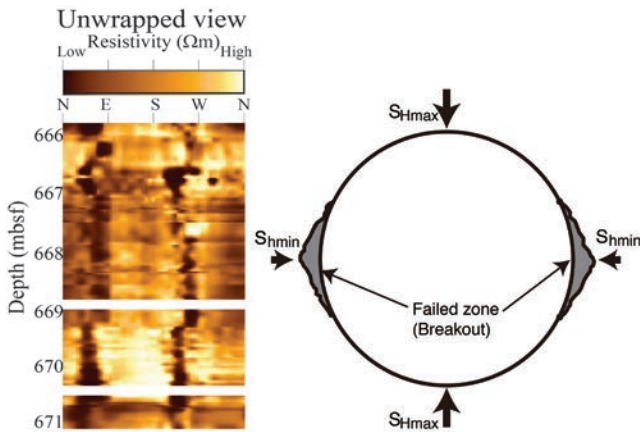 Unwrapped view
Resistivity (Ωm)
Low High
N E S W N
Depth (mbsf)
666
667
668
669
670
671
SHmax
Shmin
Shmin
Failed zone
(Breakout)
SHmax